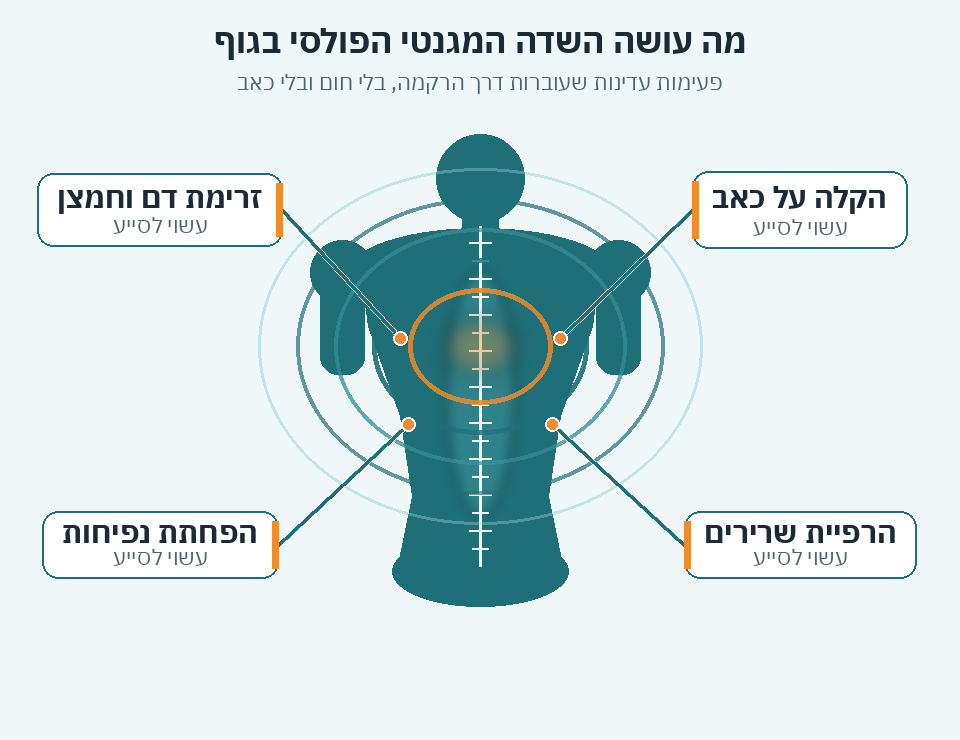 מה עושה השדה המגנטי הפולסי בגוף
פעימות עדינות שעוברות דרך הרקמה, בלי חום ובלי כאב
הקלה על כאב
עשוי לסייע
זרימת דם וחמצן
עשוי לסייע
הרפיית שרירים
עשוי לסייע
הפחתת נפיחות
עשוי לסייע